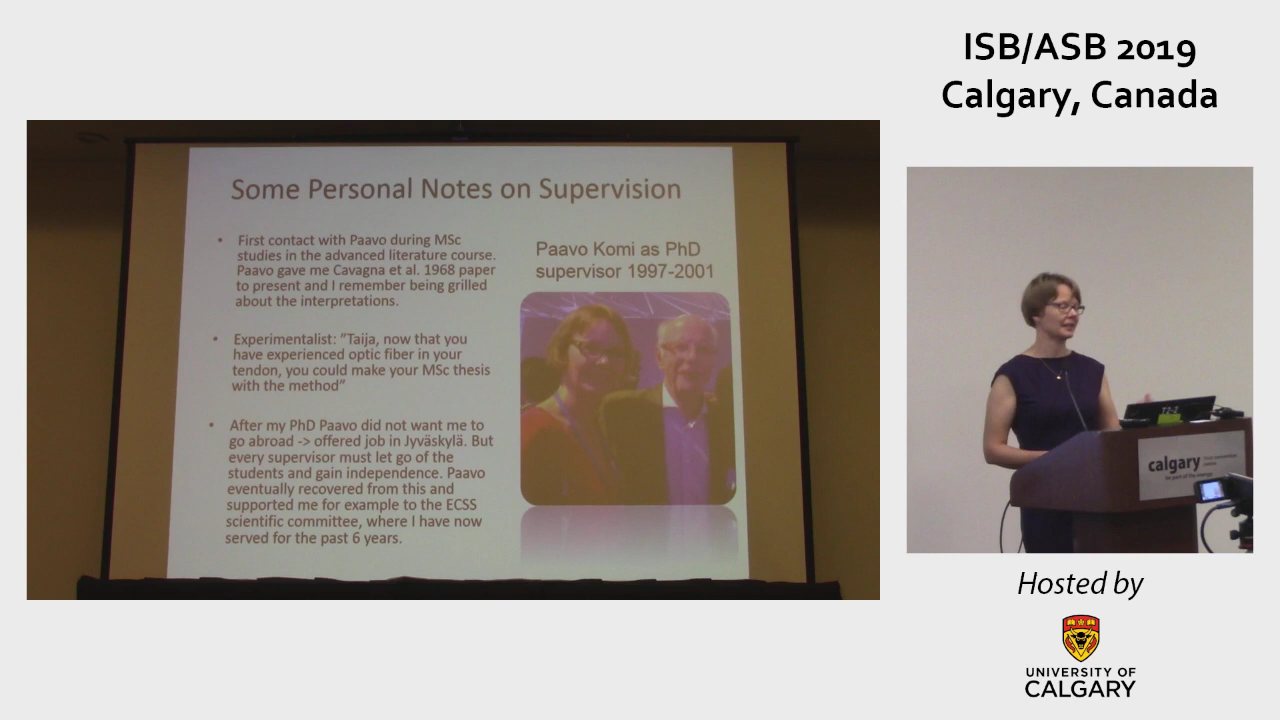 ISB/ASB 2019
Calgary, Canada
Some Personal Notes on Supervision
• First contact with Paavo during MSc
studies in the advanced literature course.
Paavo gave me Cavagna et al. 1968 paper
to present and I remember being grilled
about the interpretations.
• Experimentalist: ”Taija, now that you
have experienced optic fiber in your
tendon, you could make your MSc thesis
with the method”
• After my PhD Paavo did not want me to
go abroad -> offered job in Jyväskylä. But
every supervisor must let go of the
students and gain independence. Paavo
eventually recovered from this and
supported me for example to the ECSS
scientific committee, where I have now
served for the past 6 years.
Paavo Komi as PhD
supervisor 1997-2001
calgary
be part of the energy
Hosted by
UNIVERSITY OF
CALGARY